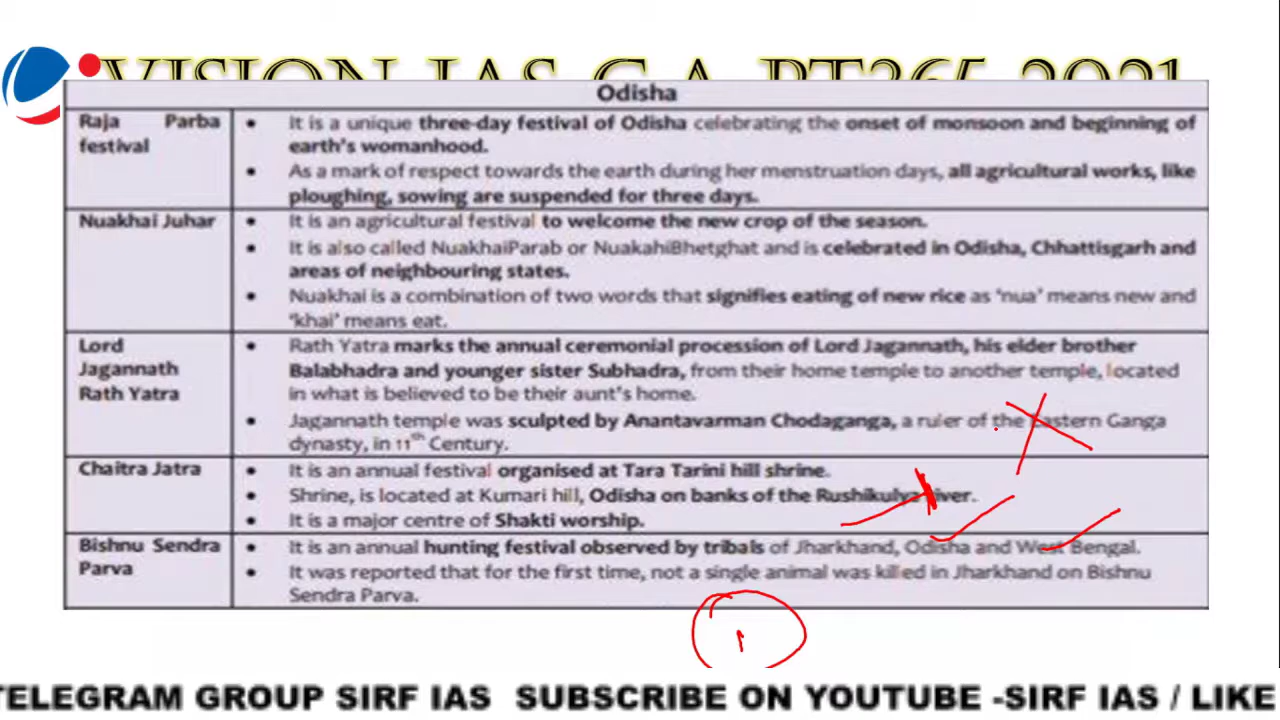 VISION IAS C.A. PT365 2021
Odisha
Raja Parba
festival
• It is a unique three-day festival of Odisha celebrating the onset of monsoon and beginning of
earth's womanhood.
• As a mark of respect towards the earth during her menstruation days, all agricultural works, like
ploughing, sowing are suspended for three days.
Nuakhai Juhar
• It is an agricultural festival to welcome the new crop of the season.
• It is also called NuakhaiParab or NuakahiBhetghat and is celebrated in Odisha, Chhattisgarh and
areas of neighbouring states.
• Nuakhai is a combination of two words that signifies eating of new rice as 'nua' means new and
'khai' means eat.
Lord
Jagannath
Rath Yatra
• Rath Yatra marks the annual ceremonial procession of Lord Jagannath, his elder brother
Balabhadra and younger sister Subhadra, from their home temple to another temple, located
in what is believed to be their aunt's home.
• Jagannath temple was sculpted by Anantavarman Chodaganga, a ruler of the Eastern Ganga
dynasty, in 11th Century.
Chaitra Jatra
• It is an annual festival organised at Tara Tarini hill shrine.
• Shrine, is located at Kumari hill, Odisha on banks of the Rushikulya river.
• It is a major centre of Shakti worship.
Bishnu Sendra
Parva
• It is an annual hunting festival observed by tribals of Jharkhand, Odisha and West Bengal.
• It was reported that for the first time, not a single animal was killed in Jharkhand on Bishnu
Sendra Parva.
TELEGRAM GROUP SIRF IAS SUBSCRIBE ON YOUTUBE -SIRF IAS / LIKE